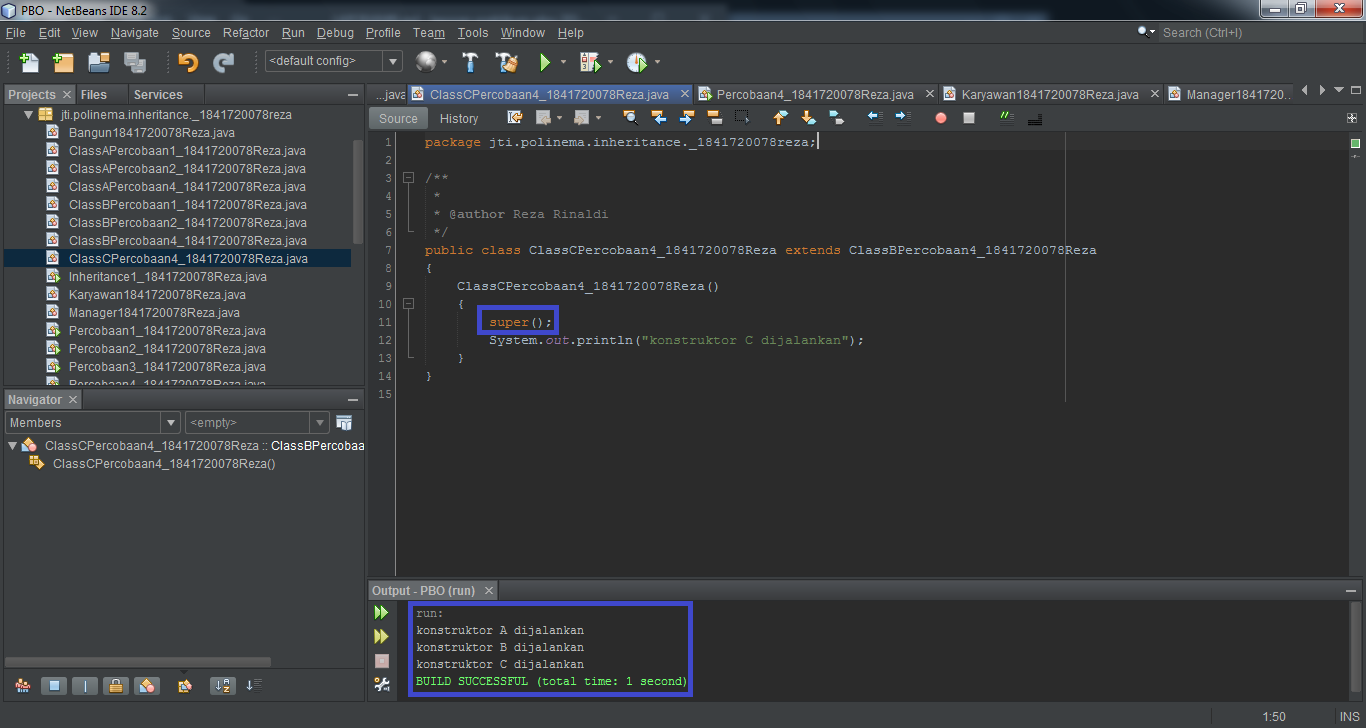 PBO - NetBeans IDE 8.2
File Edit View Navigate Source Refactor Run Debug Profile Team Tools Window Help
Search (Ctrl+I)
<default config>
Projects Files Services
jti.polinema.inheritance._1841720078reza
Bangun1841720078Reza.java
ClassAPercobaan1_1841720078Reza.java
ClassAPercobaan2_1841720078Reza.java
ClassAPercobaan4_1841720078Reza.java
ClassBPercobaan1_1841720078Reza.java
ClassBPercobaan2_1841720078Reza.java
ClassBPercobaan4_1841720078Reza.java
ClassCPercobaan4_1841720078Reza.java
Inheritance1_1841720078Reza.java
Karyawan1841720078Reza.java
Manager1841720078Reza.java
Percobaan1_1841720078Reza.java
Percobaan2_1841720078Reza.java
Percobaan3_1841720078Reza.java
Percobaan4_1841720078Reza.java
Navigator
Members <empty>
ClassCPercobaan4_1841720078Reza :: ClassBPercobaa
ClassCPercobaan4_1841720078Reza()
...java ClassCPercobaan4_1841720078Reza.java Percobaan4_1841720078Reza.java Karyawan1841720078Reza.java Manager1841720...
Source History
1 package jti.polinema.inheritance._1841720078reza;
2
3 /**
4 *
5 * @author Reza Rinaldi
6 */
7 public class ClassCPercobaan4_1841720078Reza extends ClassBPercobaan4_1841720078Reza
8 {
9 ClassCPercobaan4_1841720078Reza()
10 {
11 super();
12 System.out.println("konstruktor C dijalankan");
13 }
14 }
15
Output - PBO (run)
run:
konstruktor A dijalankan
konstruktor B dijalankan
konstruktor C dijalankan
BUILD SUCCESSFUL (total time: 1 second)
1:50 INS